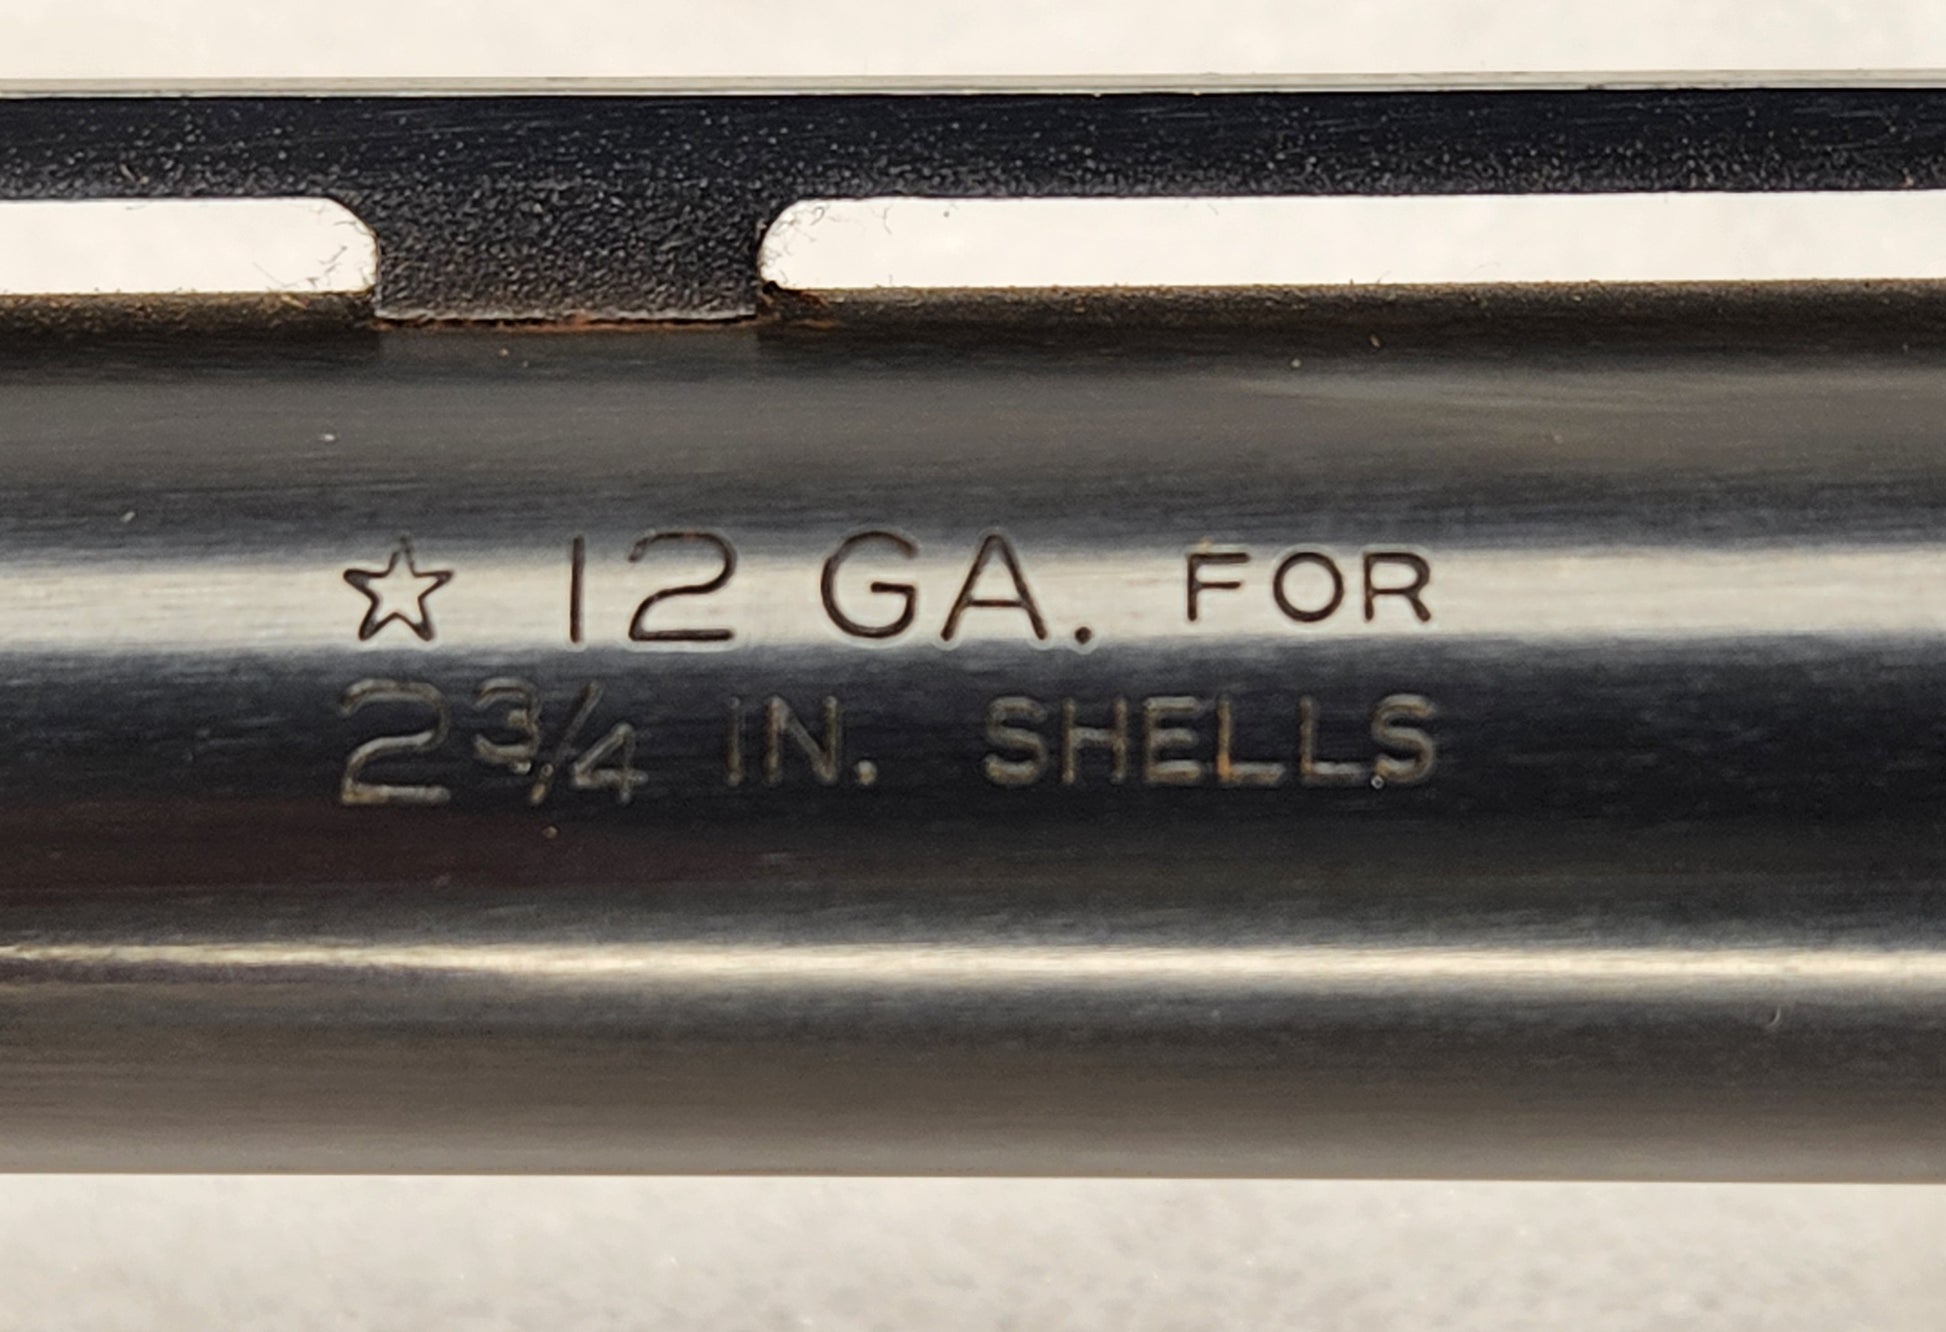 ☆ 12 GA. FOR
2¾ IN. SHELLS